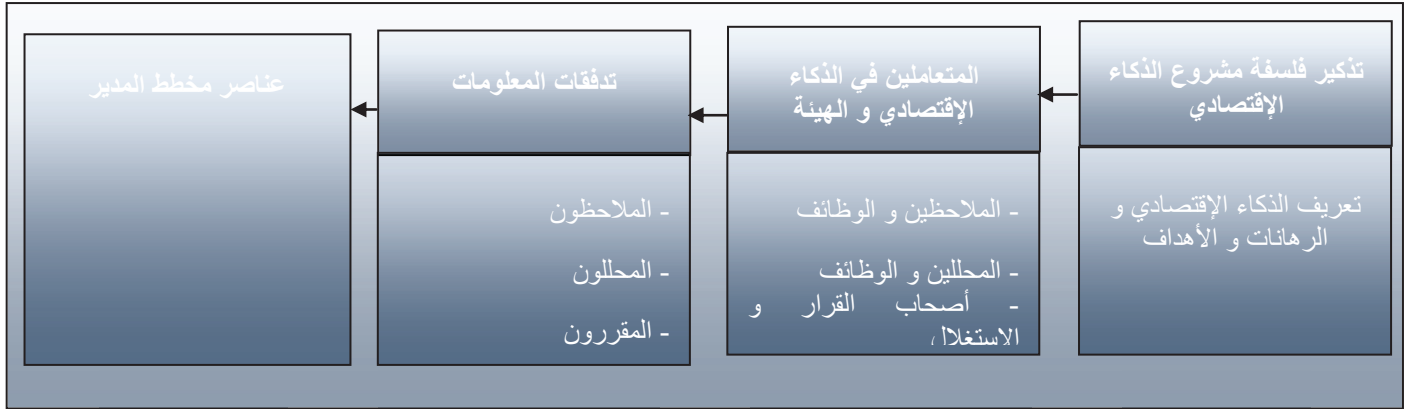 تذكير فلسفة مشروع الذكاء
الإقتصادي
تعريف الذكاء الإقتصادي و
الرهانات و الأهداف
المتعاملين في الذكاء
الإقتصادي و الهيئة
- الملاحظين و الوظائف
- المحللين و الوظائف
- أصحاب القرار و
الاستغلال
تدفقات المعلومات
- الملاحظون
- المحللون
- المقررون
عناصر مخطط المدير